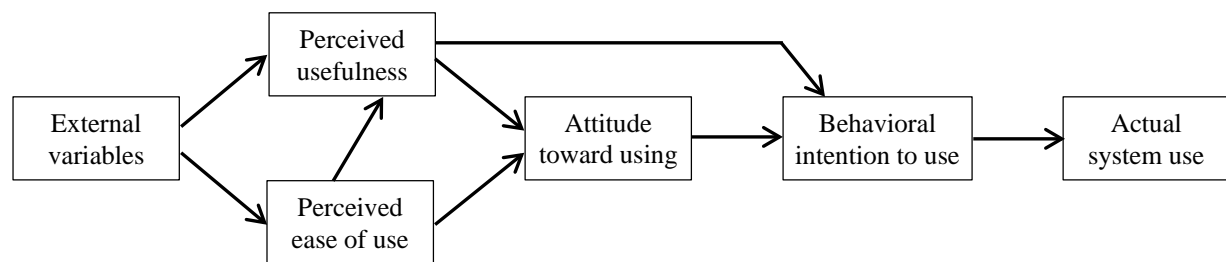 External
variables
Perceived
usefulness
Perceived
ease of use
Attitude
toward using
Behavioral
intention to use
Actual
system use